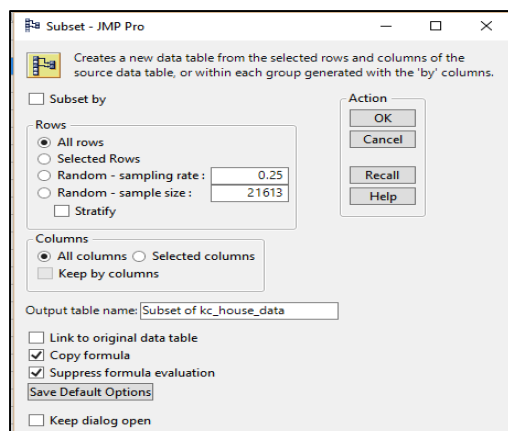 Subset - JMP Pro
Creates a new data table from the selected rows and columns of the
source data table, or within each group generated with the 'by' columns.
Subset by
Rows
All rows
Selected Rows
Random - sampling rate : 0.25
Random - sample size : 21613
Stratify
Columns
All columns Selected columns
Keep by columns
Output table name: Subset of kc_house_data
Link to original data table
Copy formula
Suppress formula evaluation
Save Default Options
Keep dialog open
Action
OK
Cancel
Recall
Help